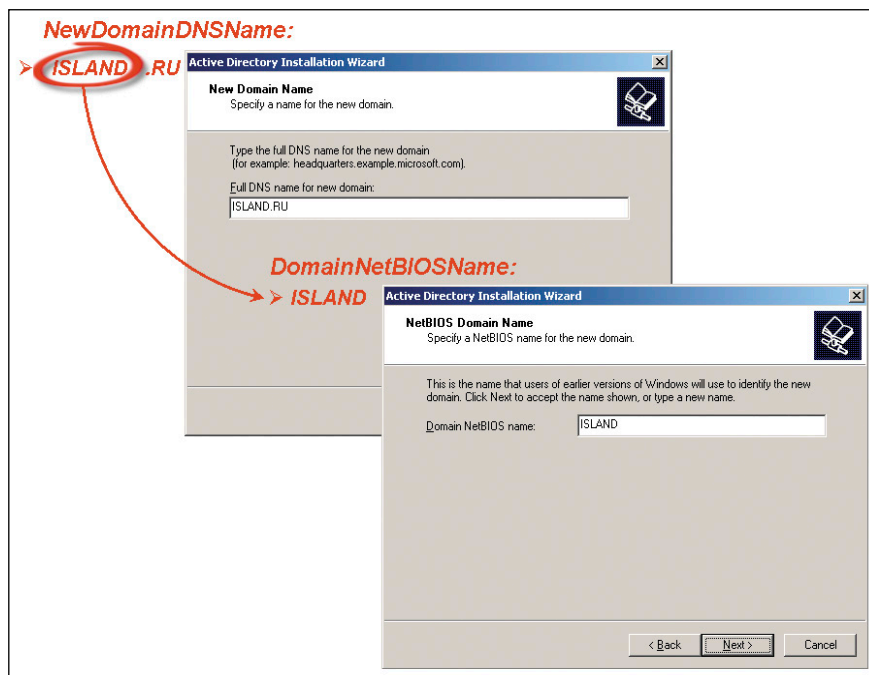 NewDomainDNSName:
➢ ISLAND .RU
Active Directory Installation Wizard
New Domain Name
Specify a name for the new domain.
Type the full DNS name for the new domain
(for example: headquarters.example.microsoft.com).
Full DNS name for new domain:
ISLAND.RU
DomainNetBIOSName:
➢ ISLAND
Active Directory Installation Wizard
NetBIOS Domain Name
Specify a NetBIOS name for the new domain.
This is the name that users of earlier versions of Windows will use to identify the new
domain. Click Next to accept the name shown, or type a new name.
Domain NetBIOS name:
ISLAND
< Back
Next >
Cancel